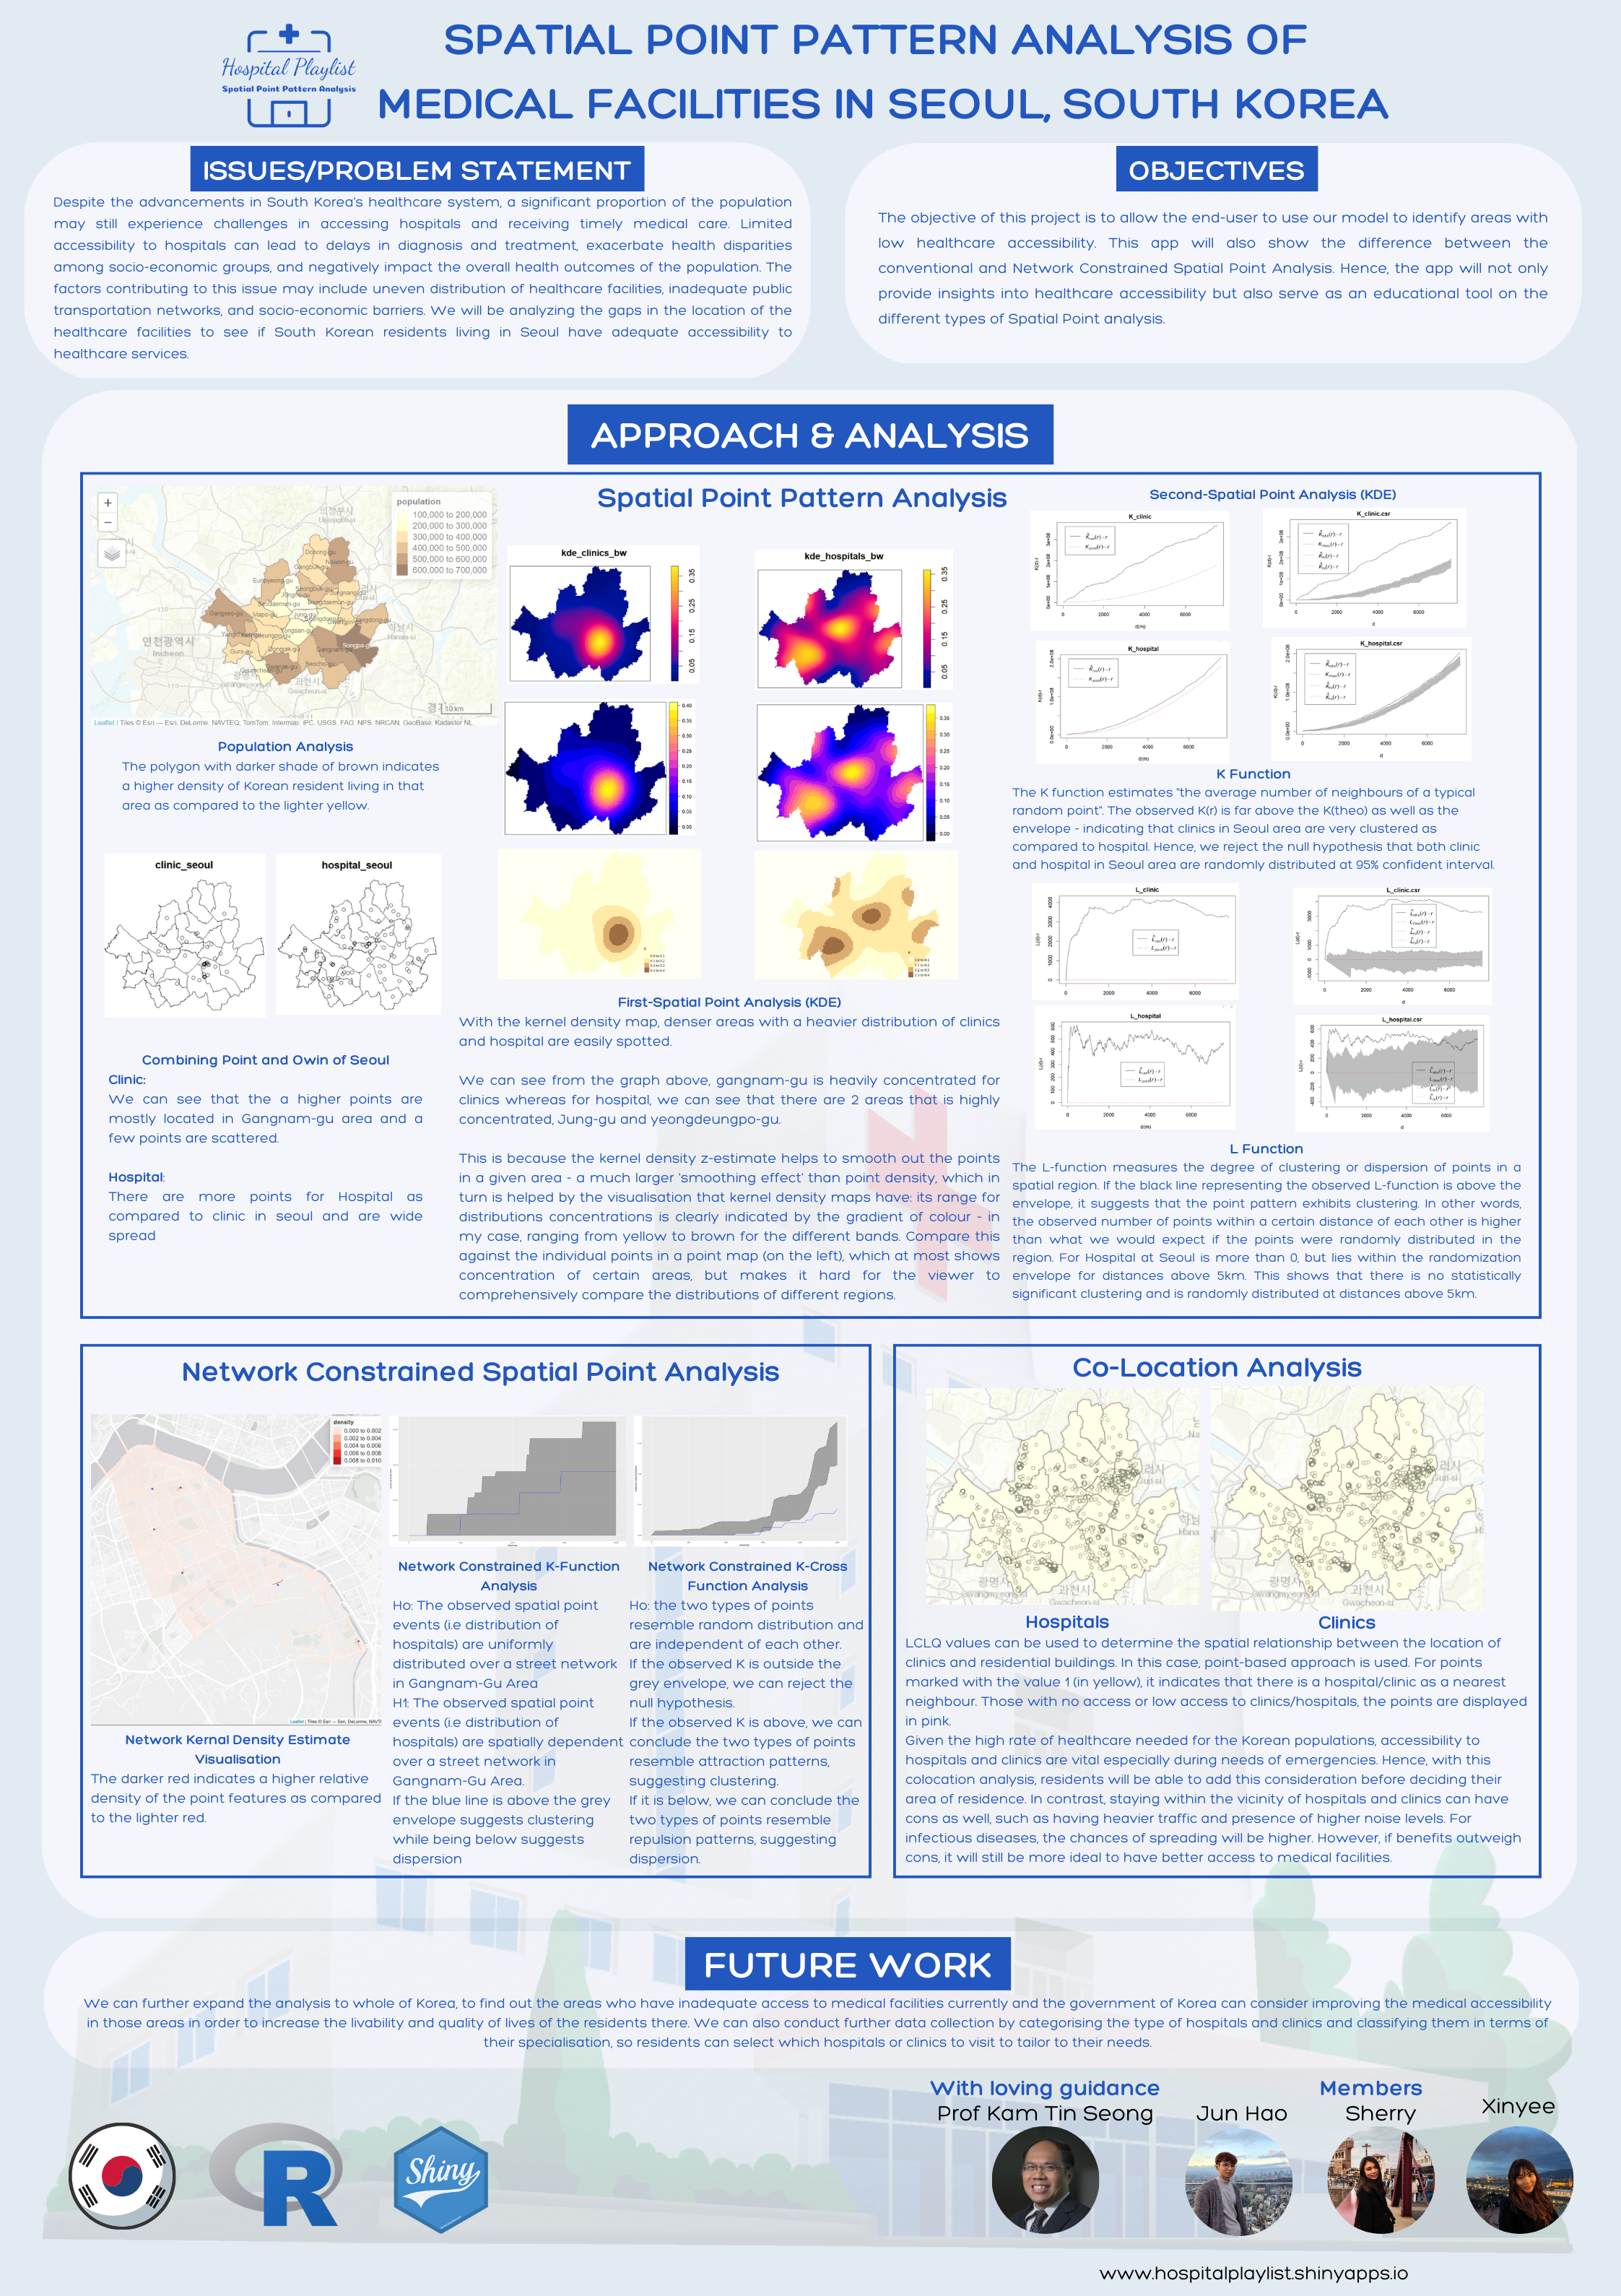 Hospital Playlist
Spatial Point Pattern Analysis
SPATIAL POINT PATTERN ANALYSIS OF
MEDICAL FACILITIES IN SEOUL, SOUTH KOREA
ISSUES/PROBLEM STATEMENT
Despite the advancements in South Korea's healthcare system, a significant proportion of the population
may still experience challenges in accessing hospitals and receiving timely medical care. Limited
accessibility to hospitals can lead to delays in diagnosis and treatment, exacerbate health disparities
among socio-economic groups, and negatively impact the overall health outcomes of the population. The
factors contributing to this issue may include uneven distribution of healthcare facilities, inadequate public
transportation networks, and socio-economic barriers. We will be analyzing the gaps in the location of the
healthcare facilities to see if South Korean residents living in Seoul have adequate accessibility to
healthcare services.
OBJECTIVES
The objective of this project is to allow the end-user to use our model to identify areas with
low healthcare accessibility. This app will also show the difference between the
conventional and Network Constrained Spatial Point Analysis. Hence, the app will not only
provide insights into healthcare accessibility but also serve as an educational tool on the
different types of Spatial Point analysis.
APPROACH & ANALYSIS
population
100,000 to 200,000
200,000 to 300,000
300,000 to 400,000
400,000 to 500,000
500,000 to 600,000
600,000 to 700,000
인천광역시
Incheon
10 km
Leaflet | Tiles © Esri — Esri, DeLorme, NAVTEQ, TomTom, Intermap, iPC, USGS, FAO, NPS, NRCAN, GeoBase, Kadaster NL,
Population Analysis
The polygon with darker shade of brown indicates
a higher density of Korean resident living in that
area as compared to the lighter yellow.
clinic_seoul
hospital_seoul
Combining Point and Owin of Seoul
Clinic:
We can see that the a higher points are
mostly located in Gangnam-gu area and a
few points are scattered.
Hospital:
There are more points for Hospital as
compared to clinic in seoul and are wide
spread
Spatial Point Pattern Analysis
kde_clinics_bw
0.05 0.15 0.25 0.35
kde_hospitals_bw
0.05 0.15 0.25 0.35
First-Spatial Point Analysis (KDE)
With the kernel density map, denser areas with a heavier distribution of clinics
and hospital are easily spotted.
We can see from the graph above, gangnam-gu is heavily concentrated for
clinics whereas for hospital, we can see that there are 2 areas that is highly
concentrated, Jung-gu and yeongdeungpo-gu.
This is because the kernel density z-estimate helps to smooth out the points
in a given area - a much larger 'smoothing effect' than point density, which in
turn is helped by the visualisation that kernel density maps have: its range for
distributions concentrations is clearly indicated by the gradient of colour - in
my case, ranging from yellow to brown for the different bands. Compare this
against the individual points in a point map (on the left), which at most shows
concentration of certain areas, but makes it hard for the viewer to
comprehensively compare the distributions of different regions.
Second-Spatial Point Analysis (KDE)
K_clinic
K_clinic.csr
K_hospital
K_hospital.csr
K Function
The K function estimates "the average number of neighbours of a typical
random point". The observed K(r) is far above the K(theo) as well as the
envelope - indicating that clinics in Seoul area are very clustered as
compared to hospital. Hence, we reject the null hypothesis that both clinic
and hospital in Seoul area are randomly distributed at 95% confident interval.
L_clinic
L_clinic.csr
L_hospital
L_hospital.csr
L Function
The L-function measures the degree of clustering or dispersion of points in a
spatial region. If the black line representing the observed L-function is above the
envelope, it suggests that the point pattern exhibits clustering. In other words,
the observed number of points within a certain distance of each other is higher
than what we would expect if the points were randomly distributed in the
region. For Hospital at Seoul is more than 0, but lies within the randomization
envelope for distances above 5km. This shows that there is no statistically
significant clustering and is randomly distributed at distances above 5km.
Network Constrained Spatial Point Analysis
density
0.000 to 0.002
0.002 to 0.004
0.004 to 0.006
0.006 to 0.008
0.008 to 0.010
Network Kernal Density Estimate
Visualisation
The darker red indicates a higher relative
density of the point features as compared
to the lighter red.
Network Constrained K-Function
Analysis
Ho: The observed spatial point
events (i.e distribution of
hospitals) are uniformly
distributed over a street network
in Gangnam-Gu Area
H1: The observed spatial point
events (i.e distribution of
hospitals) are spatially dependent
over a street network in
Gangnam-Gu Area.
If the blue line is above the grey
envelope suggests clustering
while being below suggests
dispersion
Network Constrained K-Cross
Function Analysis
Ho: the two types of points
resemble random distribution and
are independent of each other.
If the observed K is outside the
grey envelope, we can reject the
null hypothesis.
If the observed K is above, we can
conclude the two types of points
resemble attraction patterns,
suggesting clustering.
If it is below, we can conclude the
two types of points resemble
repulsion patterns, suggesting
dispersion.
Co-Location Analysis
Hospitals
Clinics
LCLQ values can be used to determine the spatial relationship between the location of
clinics and residential buildings. In this case, point-based approach is used. For points
marked with the value 1 (in yellow), it indicates that there is a hospital/clinic as a nearest
neighbour. Those with no access or low access to clinics/hospitals, the points are displayed
in pink.
Given the high rate of healthcare needed for the Korean populations, accessibility to
hospitals and clinics are vital especially during needs of emergencies. Hence, with this
colocation analysis, residents will be able to add this consideration before deciding their
area of residence. In contrast, staying within the vicinity of hospitals and clinics can have
cons as well, such as having heavier traffic and presence of higher noise levels. For
infectious diseases, the chances of spreading will be higher. However, if benefits outweigh
cons, it will still be more ideal to have better access to medical facilities.
FUTURE WORK
We can further expand the analysis to whole of Korea, to find out the areas who have inadequate access to medical facilities currently and the government of Korea can consider improving the medical accessibility
in those areas in order to increase the livability and quality of lives of the residents there. We can also conduct further data collection by categorising the type of hospitals and clinics and classifying them in terms of
their specialisation, so residents can select which hospitals or clinics to visit to tailor to their needs.
With loving guidance
Prof Kam Tin Seong
Members
Jun Hao
Sherry
Xinyee
R
Shiny
www.hospitalplaylist.shinyapps.io